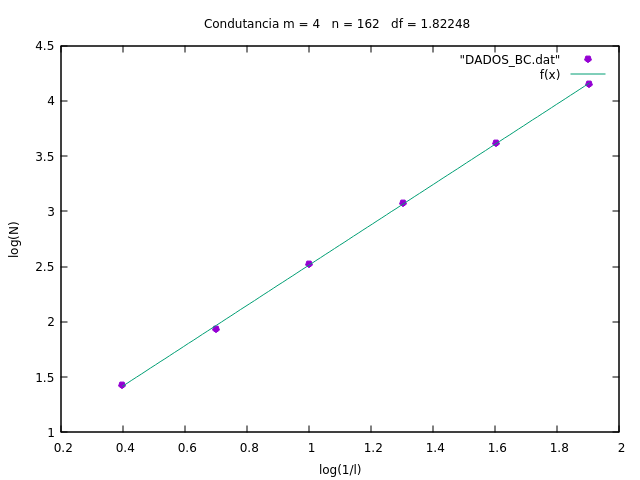 Condutancia m = 4 n = 162 df = 1.82248
4.5
4
3.5
3
2.5
2
1.5
1
log(N)
"DADOS_BC.dat"
f(x)
0.2 0.4 0.6 0.8 1 1.2 1.4 1.6 1.8 2
log(1/l)